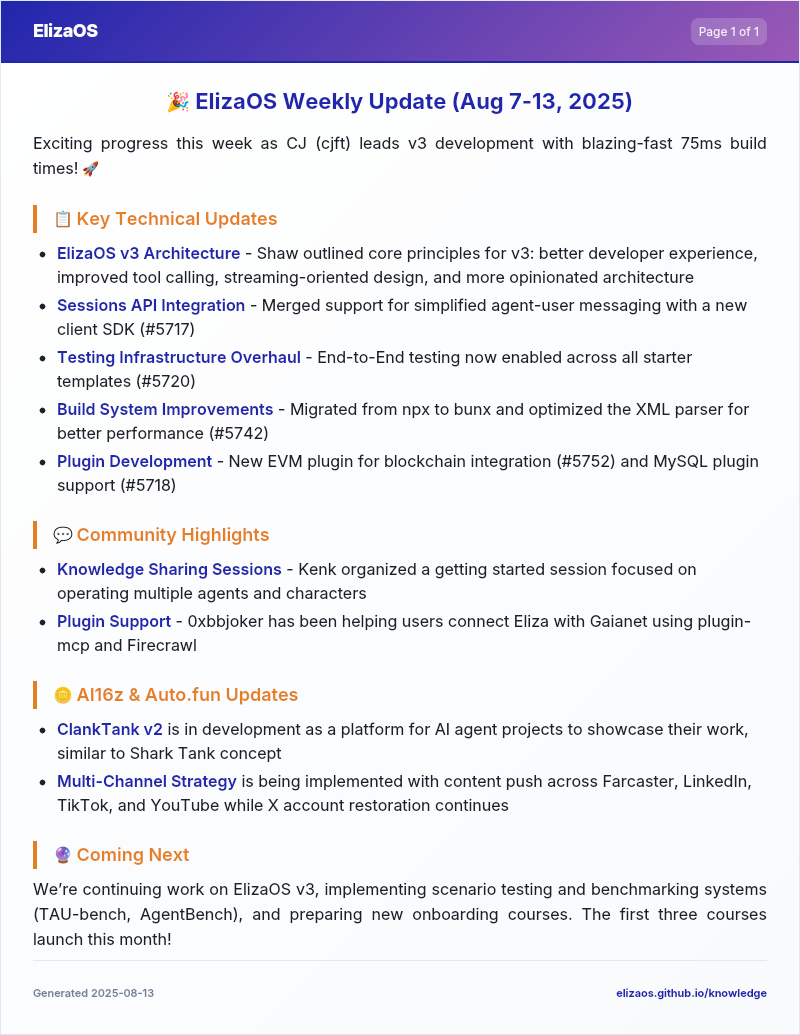 ElizaOS
Page 1 of 1
🎉 ElizaOS Weekly Update (Aug 7-13, 2025)
Exciting progress this week as CJ (cjft) leads v3 development with blazing-fast 75ms build
times! 🚀
📋 Key Technical Updates
• ElizaOS v3 Architecture - Shaw outlined core principles for v3: better developer experience,
improved tool calling, streaming-oriented design, and more opinionated architecture
• Sessions API Integration - Merged support for simplified agent-user messaging with a new
client SDK (#5717)
• Testing Infrastructure Overhaul - End-to-End testing now enabled across all starter
templates (#5720)
• Build System Improvements - Migrated from npx to bunx and optimized the XML parser for
better performance (#5742)
• Plugin Development - New EVM plugin for blockchain integration (#5752) and MySQL plugin
support (#5718)
💬 Community Highlights
• Knowledge Sharing Sessions - Kenk organized a getting started session focused on
operating multiple agents and characters
• Plugin Support - 0xbbjoker has been helping users connect Eliza with Gaianet using plugin-
mcp and Firecrawl
🪙 AI16z & Auto.fun Updates
• ClankTank v2 is in development as a platform for AI agent projects to showcase their work,
similar to Shark Tank concept
• Multi-Channel Strategy is being implemented with content push across Farcaster, LinkedIn,
TikTok, and YouTube while X account restoration continues
🔮 Coming Next
We’re continuing work on ElizaOS v3, implementing scenario testing and benchmarking systems
(TAU-bench, AgentBench), and preparing new onboarding courses. The first three courses
launch this month!
Generated 2025-08-13
elizaos.github.io/knowledge